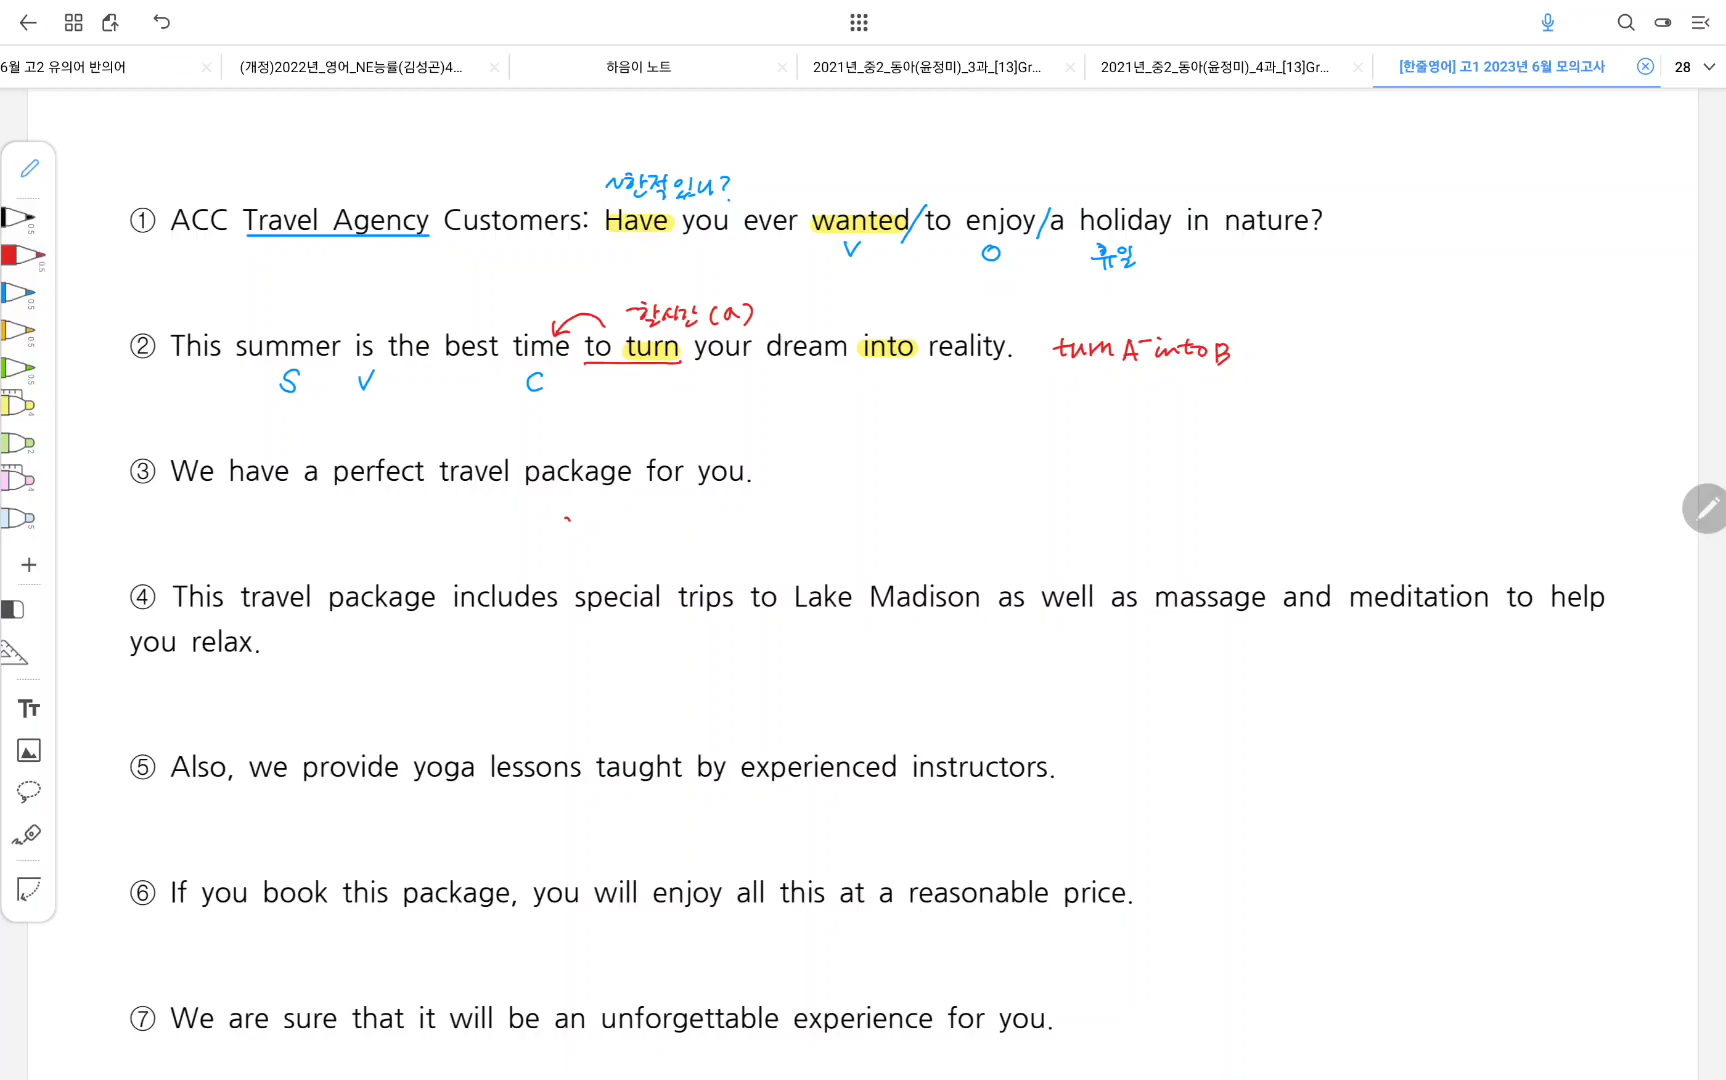 6월 고2 유의어 반의어
(개정)2022년_영어_NE능률(김성곤)4...
하음이 노트
2021년_중2_동아(윤정미)_3과_[13]Gr...
2021년_중2_동아(윤정미)_4과_[13]Gr...
[한줄영어] 고1 2023년 6월 모의고사
28
~한적있니?
① ACC Travel Agency Customers: Have you ever wanted/to enjoy/a holiday in nature?
V O 휴일
~할시간 (a)
② This summer is the best time to turn your dream into reality. turn A into B
S V C
③ We have a perfect travel package for you.
④ This travel package includes special trips to Lake Madison as well as massage and meditation to help
you relax.
⑤ Also, we provide yoga lessons taught by experienced instructors.
⑥ If you book this package, you will enjoy all this at a reasonable price.
⑦ We are sure that it will be an unforgettable experience for you.
Tт